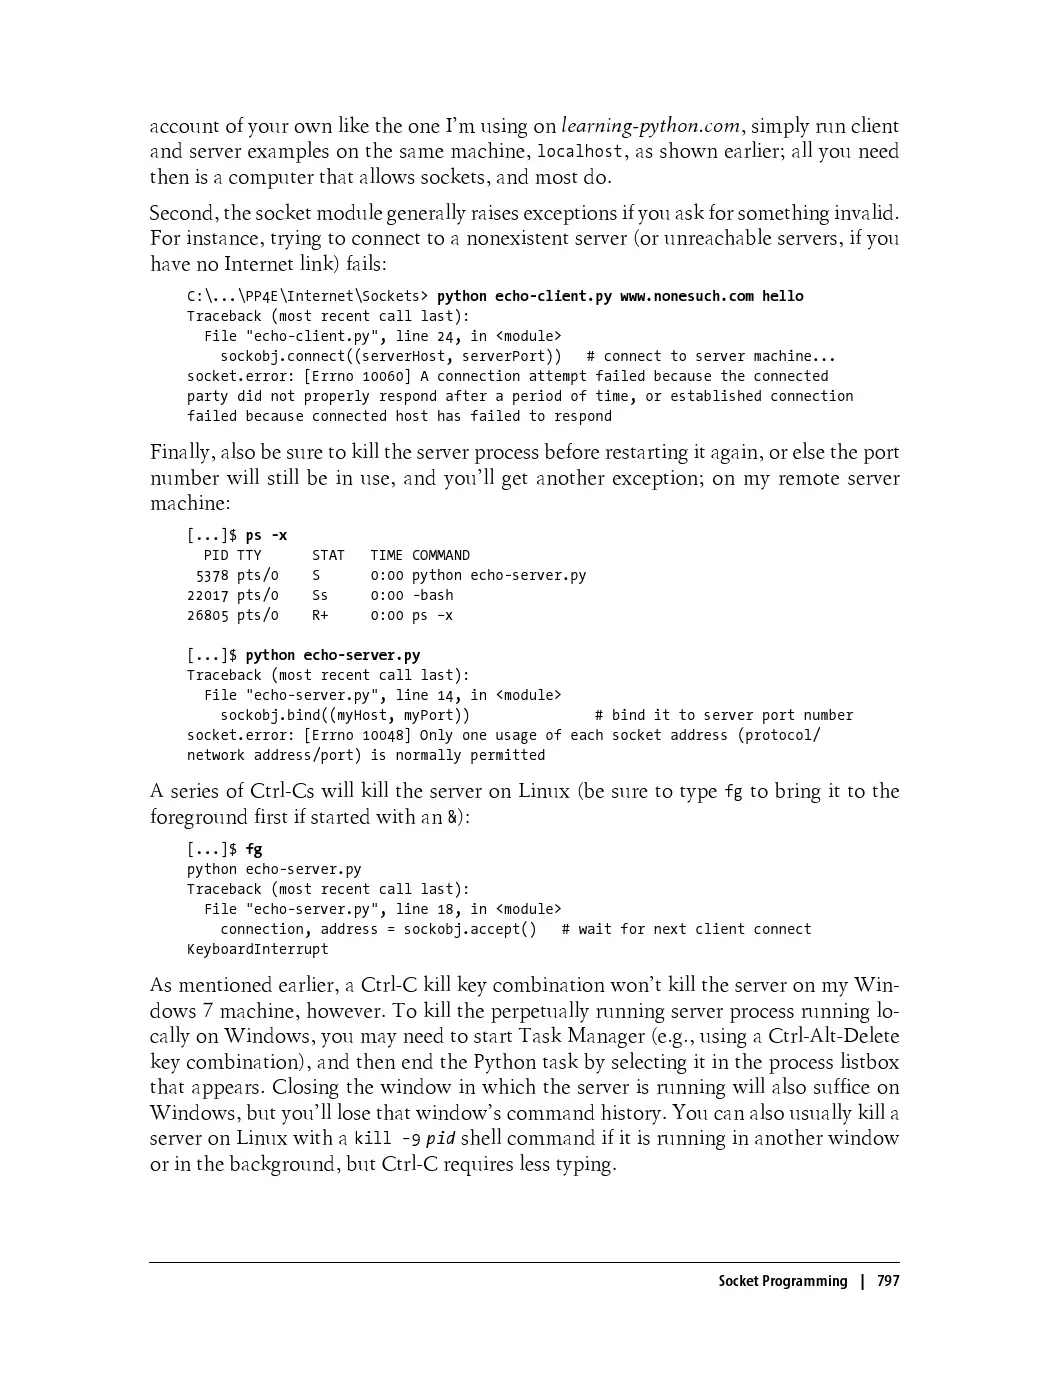 account of your own like the one I'm using on learning-python.com, simply run client
and server examples on the same machine, localhost, as shown earlier; all you need
then is a computer that allows sockets, and most do.
Second, the socket module generally raises exceptions if you ask for something invalid.
For instance, trying to connect to a nonexistent server (or unreachable servers, if you
have no Internet link) fails:
C:\...\PP4E\Internet\Sockets> python echo-client.py www.nonesuch.com hello
Traceback (most recent call last):
  File "echo-client.py", line 24, in <module>
    sockobj.connect((serverHost, serverPort))   # connect to server machine...
socket.error: [Errno 10060] A connection attempt failed because the connected
party did not properly respond after a period of time, or established connection
failed because connected host has failed to respond
Finally, also be sure to kill the server process before restarting it again, or else the port
number will still be in use, and you'll get another exception; on my remote server
machine:
[...]$ ps -x
  PID TTY      STAT   TIME COMMAND
 5378 pts/0    S      0:00 python echo-server.py
22017 pts/0    Ss     0:00 -bash
26805 pts/0    R+     0:00 ps –x
[...]$ python echo-server.py
Traceback (most recent call last):
  File "echo-server.py", line 14, in <module>
    sockobj.bind((myHost, myPort))               # bind it to server port number
socket.error: [Errno 10048] Only one usage of each socket address (protocol/
network address/port) is normally permitted
A series of Ctrl-Cs will kill the server on Linux (be sure to type fg to bring it to the
foreground first if started with an &):
[...]$ fg
python echo-server.py
Traceback (most recent call last):
  File "echo-server.py", line 18, in <module>
    connection, address = sockobj.accept()   # wait for next client connect
KeyboardInterrupt
As mentioned earlier, a Ctrl-C kill key combination won't kill the server on my Win-
dows 7 machine, however. To kill the perpetually running server process running lo-
cally on Windows, you may need to start Task Manager (e.g., using a Ctrl-Alt-Delete
key combination), and then end the Python task by selecting it in the process listbox
that appears. Closing the window in which the server is running will also suffice on
Windows, but you'll lose that window's command history. You can also usually kill a
server on Linux with a kill -9 pid shell command if it is running in another window
or in the background, but Ctrl-C requires less typing.
Socket Programming | 797